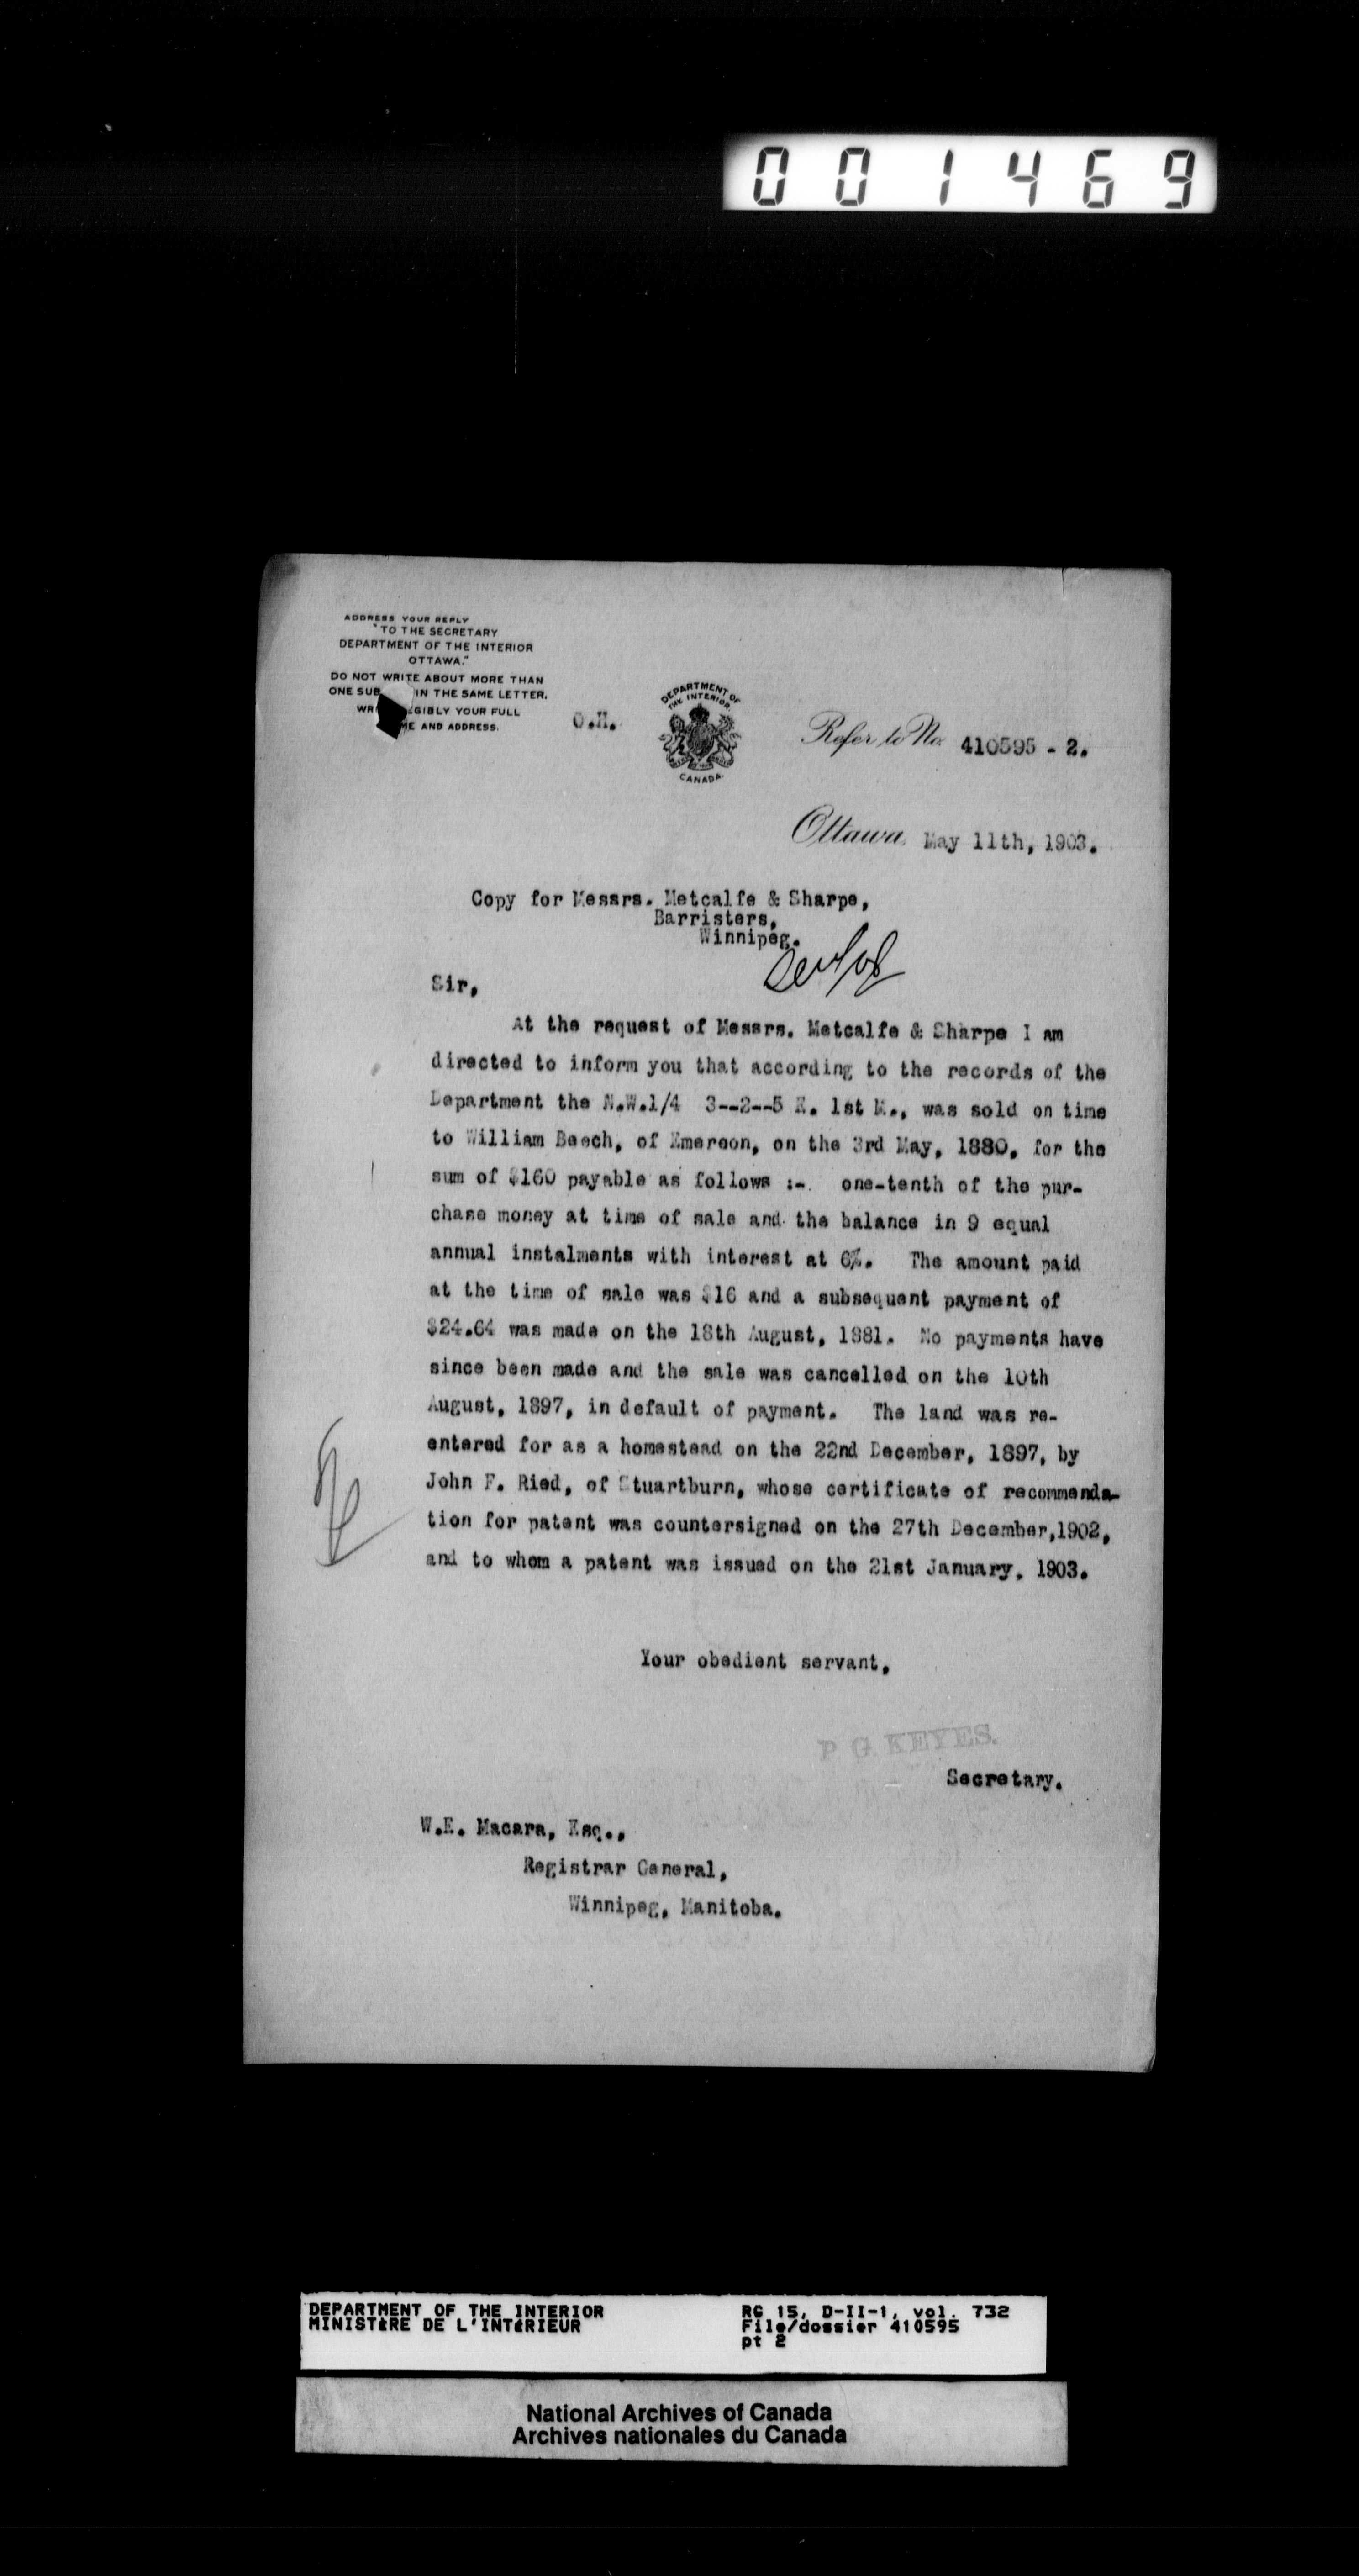 001469
ADDRESS YOUR REPLY
"TO THE SECRETARY
DEPARTMENT OF THE INTERIOR
OTTAWA."
DO NOT WRITE ABOUT MORE THAN
ONE SUB IN THE SAME LETTER.
WR EGIBLY YOUR FULL
ME AND ADDRESS.
O.H.
DEPARTMENT OF
THE INTERIOR.
CANADA.
Refer to No. 410595 - 2.
Ottawa, May 11th, 1903.
Copy for Messrs. Metcalfe & Sharpe,
Barristers,
Winnipeg.
Sir,
At the request of Messrs. Metcalfe & Sharpe I am
directed to inform you that according to the records of the
Department the N.W.1/4 3--2--5 E. 1st M., was sold on time
to William Beech, of Emerson, on the 3rd May, 1880, for the
sum of $160 payable as follows :- one-tenth of the pur-
chase money at time of sale and the balance in 9 equal
annual instalments with interest at 6%. The amount paid
at the time of sale was $16 and a subsequent payment of
$24.64 was made on the 18th August, 1881. No payments have
since been made and the sale was cancelled on the 10th
August, 1897, in default of payment. The land was re-
entered for as a homestead on the 22nd December, 1897, by
John F. Ried, of Stuartburn, whose certificate of recommenda-
tion for patent was countersigned on the 27th December,1902,
and to whom a patent was issued on the 21st January, 1903.
Your obedient servant,
P G. KEYES.
Secretary.
W.E. Macara, Esq.,
Registrar General,
Winnipeg, Manitoba.
DEPARTMENT OF THE INTERIOR RG 15, D-II-1, vol. 732
MINISTÈRE DE L'INTÉRIEUR File/dossier 410595
pt 2
National Archives of Canada
Archives nationales du Canada